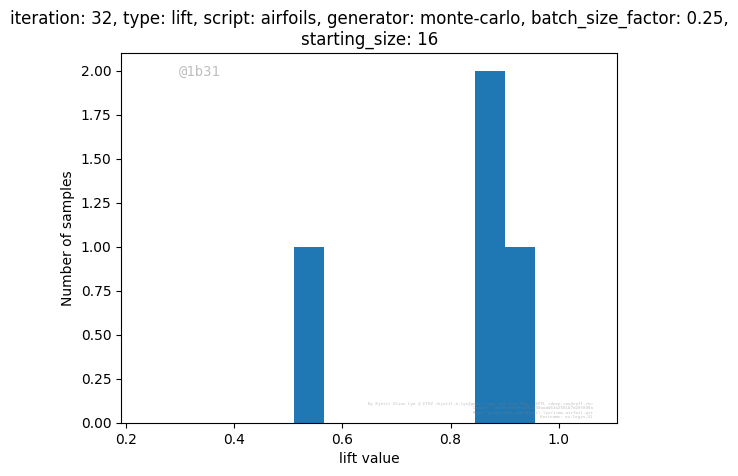 iteration: 32, type: lift, script: airfoils, generator: monte-carlo, batch_size_factor: 0.25,
starting_size: 16
@1b31
2.00
1.75
1.50
1.25
1.00
0.75
0.50
0.25
0.00
Number of samples
0.2 0.4 0.6 0.8 1.0
lift value